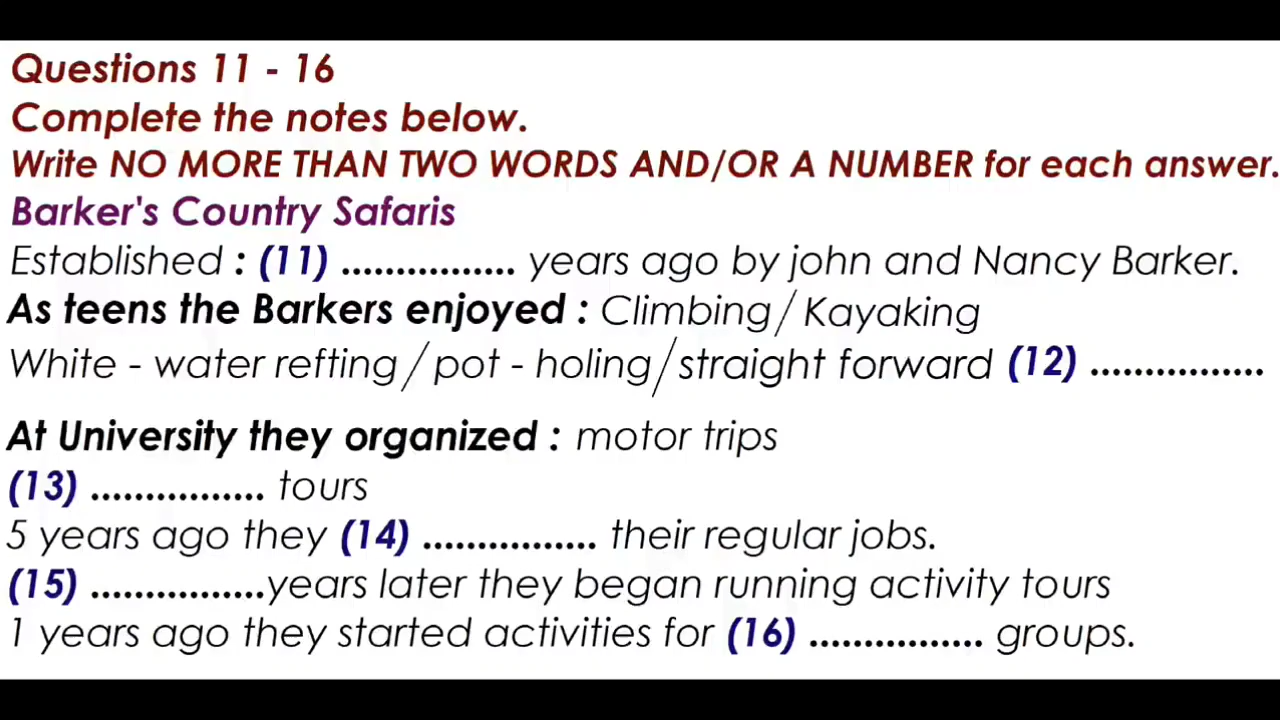 Questions 11 - 16
Complete the notes below.
Write NO MORE THAN TWO WORDS AND/OR A NUMBER for each answer.
Barker's Country Safaris
Established : (11) ................ years ago by john and Nancy Barker.
As teens the Barkers enjoyed : Climbing/Kayaking
White - water refting/pot - holing/straight forward (12) ................
At University they organized : motor trips
(13) ................ tours
5 years ago they (14) ................ their regular jobs.
(15) ................years later they began running activity tours
1 years ago they started activities for (16) ................ groups.